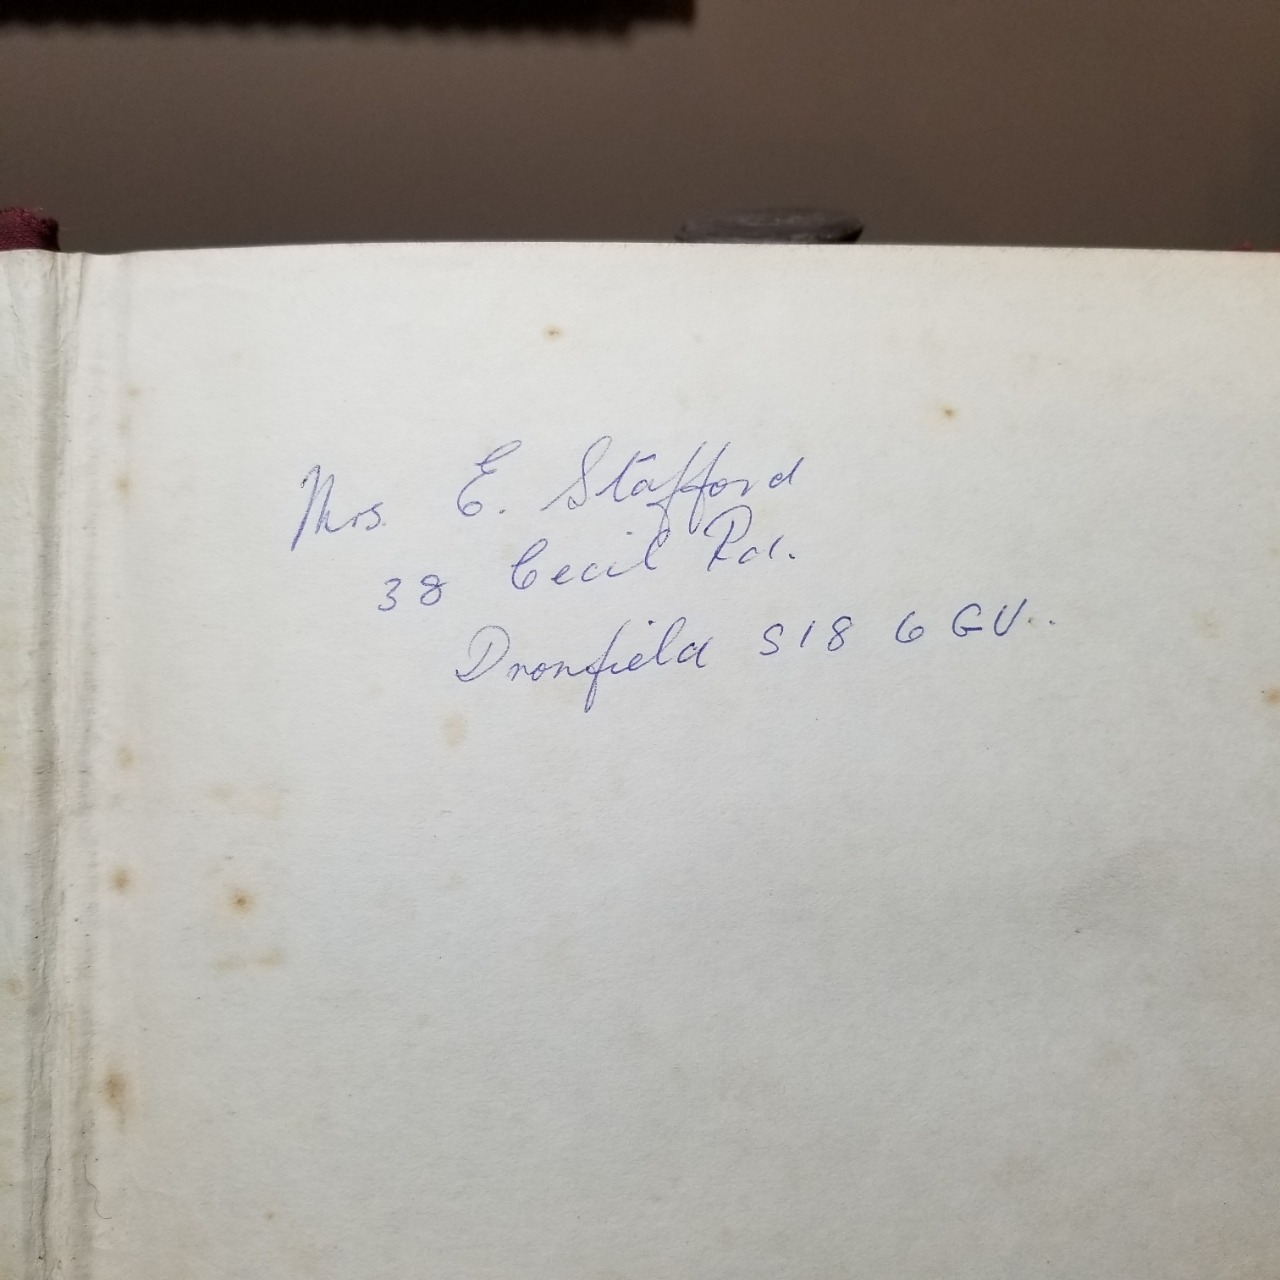 Mrs. E. Stafford
38 Cecil Rd.
Dronfield S18 6GU..